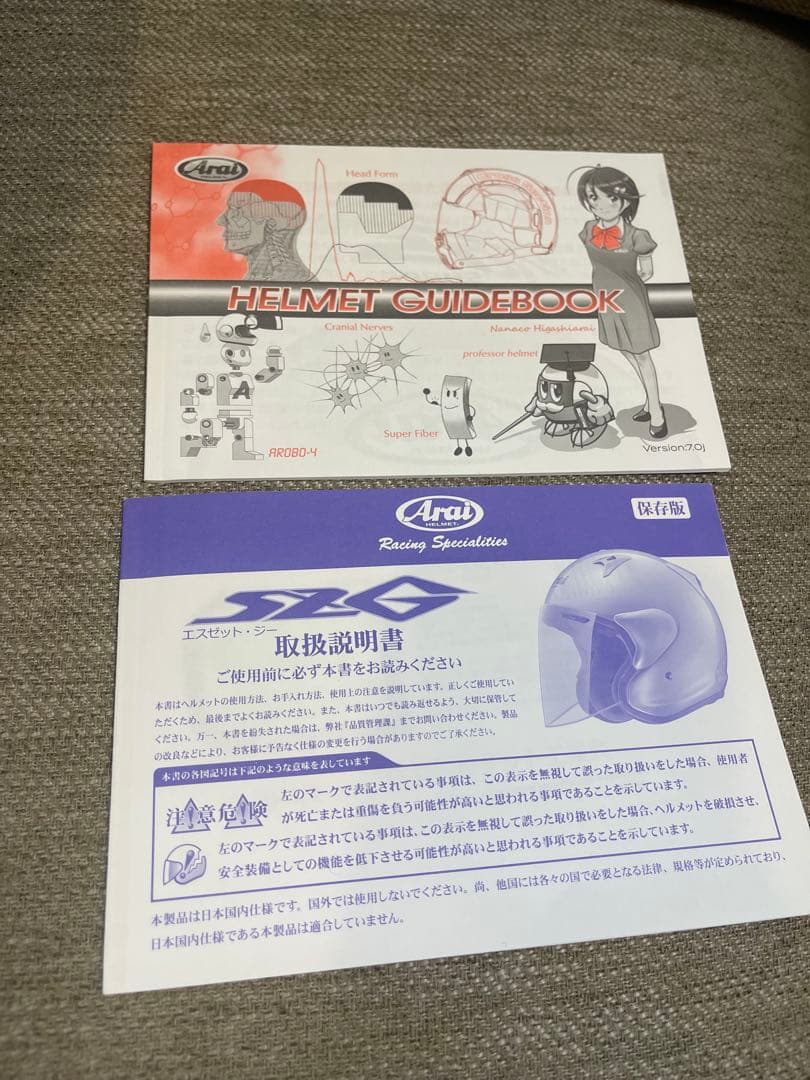 Arai
HELMET
Head Form
HELMET GUIDEBOOK
Cranial Nerves
Nanaco Higashiarai
professor helmet
A
Super Fiber
AROBO-4
Version:7.0j
Arai
HELMET.
保存版
Racing Specialities
SZ-G
エスゼット・ジー
取扱説明書
ご使用前に必ず本書をお読みください
本書はヘルメットの使用方法、お手入れ方法、使用上の注意を説明しています。正しくご使用してい
ただくため、最後までよくお読みください。また、本書はいつでも読み返せるよう、大切に保管して
ください。万一、本書を紛失された場合は、弊社『品質管理課』までお問い合わせください。製品
の改良などにより、お客様に予告なく仕様の変更を行う場合がありますのでご了承ください。
本書の各図記号は下記のような意味を表しています
注意危険
左のマークで表記されている事項は、この表示を無視して誤った取り扱いをした場合、使用者
が死亡または重傷を負う可能性が高いと思われる事項であることを示しています。
左のマークで表記されている事項は、この表示を無視して誤った取り扱いをした場合、ヘルメットを破損させ、
安全装備としての機能を低下させる可能性が高いと思われる事項であることを示しています。
本製品は日本国内仕様です。国外では使用しないでください。尚、他国には各々の国で必要となる法律、規格等が定められており、
日本国内仕様である本製品は適合していません。